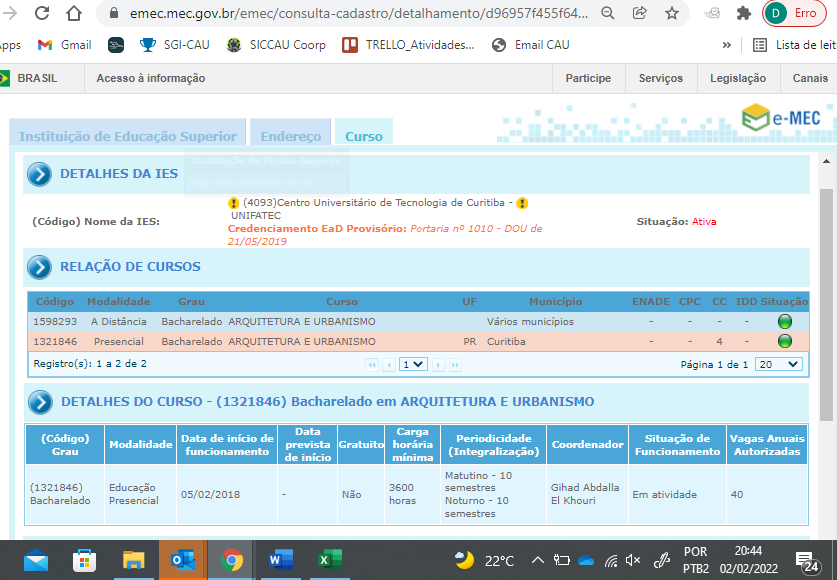 emec.mec.gov.br/emec/consulta-cadastro/detalhamento/d96957f455f64...
D Erro
Apps Gmail SGI-CAU SICCAU Coorp TRELLO_Atividades... Email CAU » Lista de leit
BRASIL Acesso à informação Participe Serviços Legislação Canais
e-MEC
Instituição de Educação Superior Endereço Curso
DETALHES DA IES
(Código) Nome da IES:
(4093)Centro Universitário de Tecnologia de Curitiba -
UNIFATEC
Credenciamento EaD Provisório: Portaria nº 1010 - DOU de
21/05/2019
Situação: Ativa
RELAÇÃO DE CURSOS
Código Modalidade Grau Curso UF Município ENADE CPC CC IDD Situação
1598293 A Distância Bacharelado ARQUITETURA E URBANISMO Vários municípios - - - -
1321846 Presencial Bacharelado ARQUITETURA E URBANISMO PR Curitiba - - 4 -
Registro(s): 1 a 2 de 2 1 Página 1 de 1 20
DETALHES DO CURSO - (1321846) Bacharelado em ARQUITETURA E URBANISMO
(Código) Grau
Modalidade
Data de início de funcionamento
Data prevista de início
Gratuito
Carga horária mínima
Periodicidade (Integralização)
Coordenador
Situação de Funcionamento
Vagas Anuais Autorizadas
(1321846) Bacharelado
Educação Presencial
05/02/2018
-
Não
3600 horas
Matutino - 10 semestres
Noturno - 10 semestres
Gihad Abdalla El Khouri
Em atividade
40
22°C
POR
PTB2
20:44
02/02/2022
24